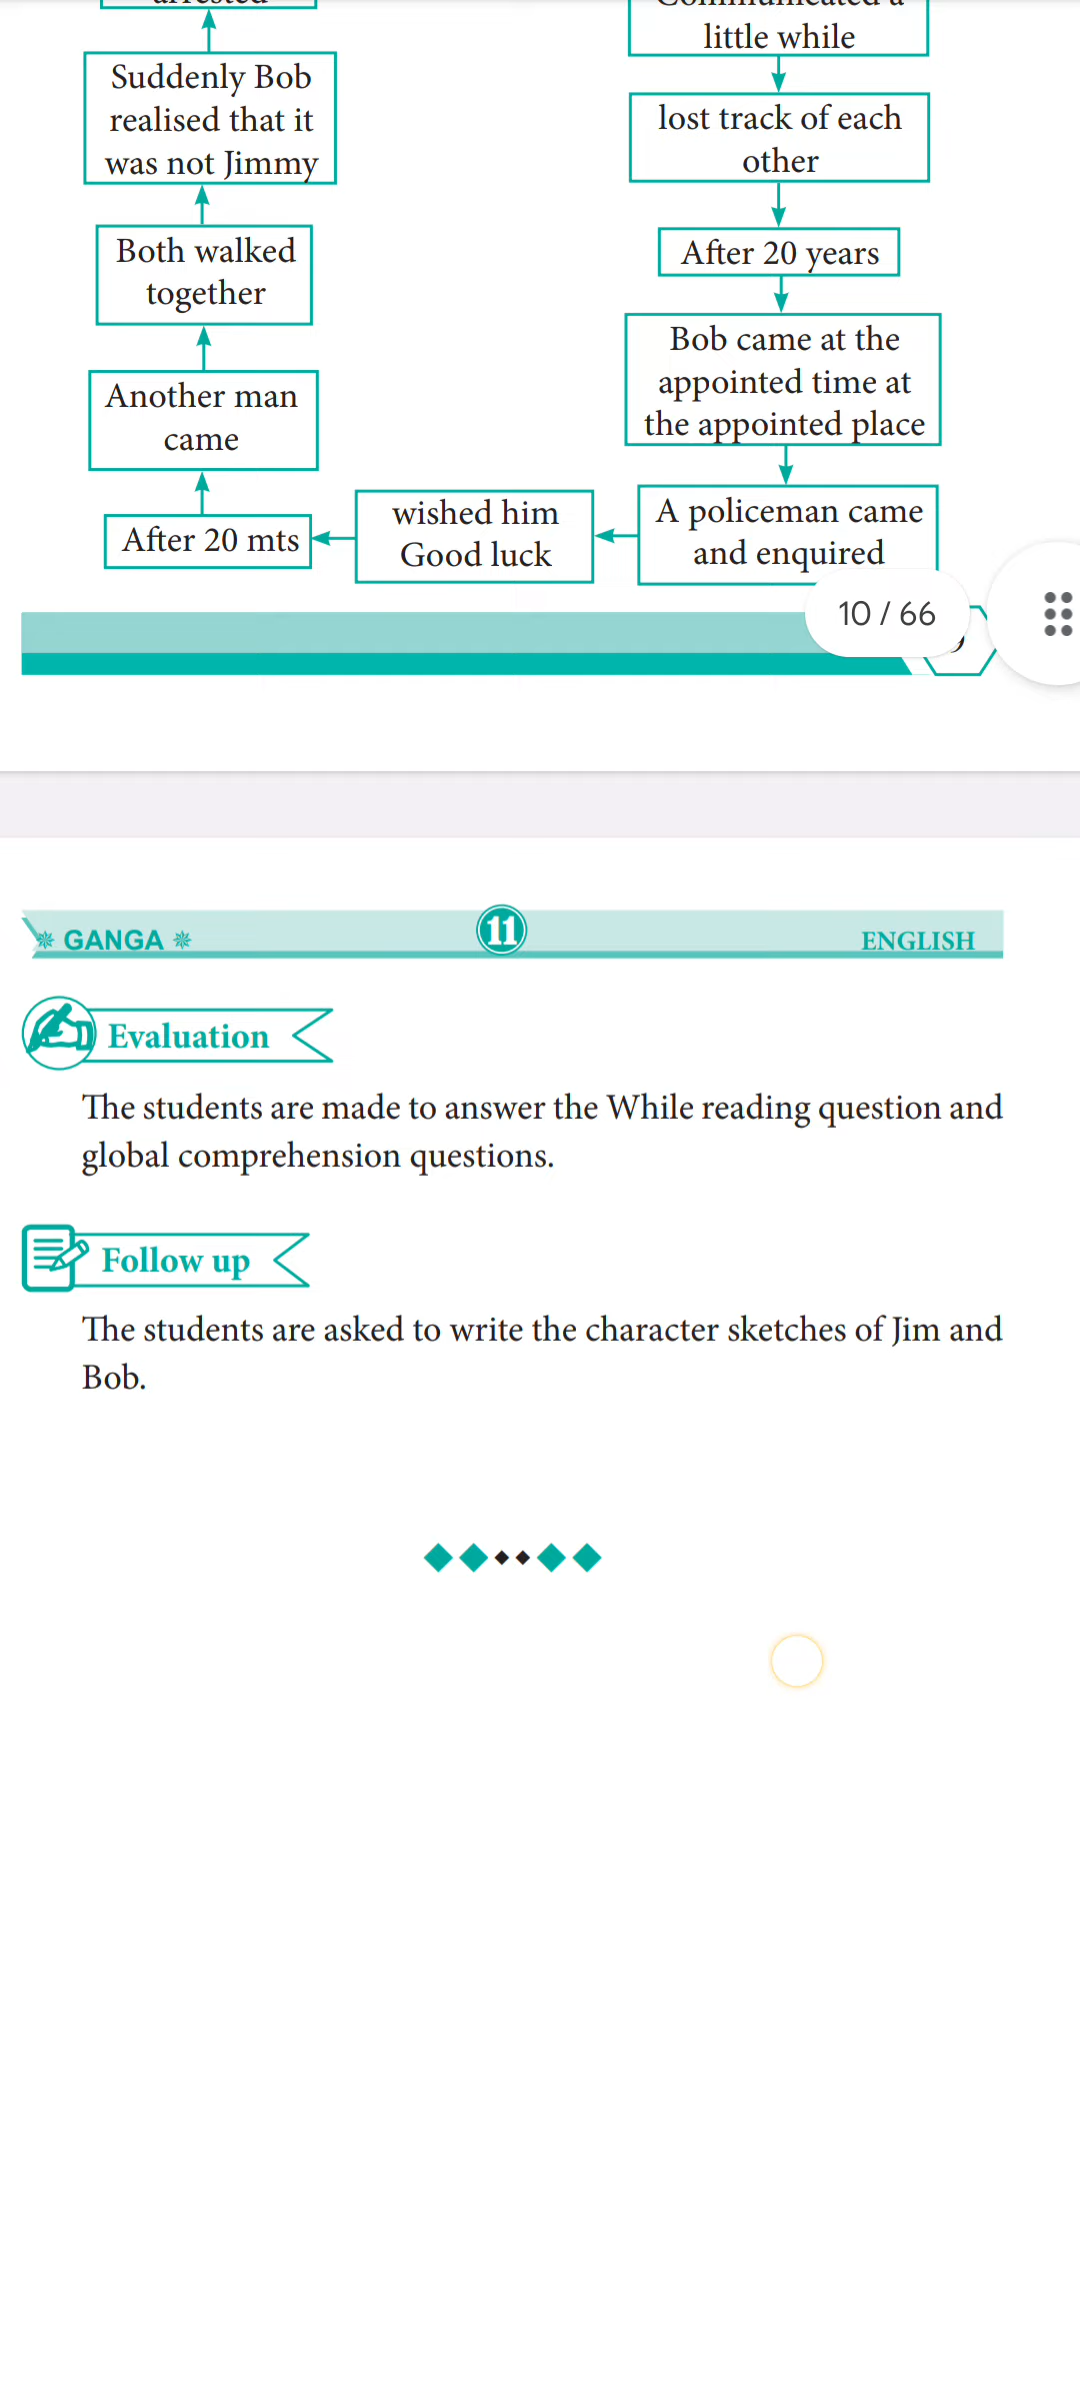 little while
Suddenly Bob
realised that it
was not Jimmy
lost track of each
other
Both walked
together
After 20 years
Bob came at the
appointed time at
the appointed place
Another man
came
After 20 mts
wished him
Good luck
A policeman came
and enquired
10 / 66
GANGA
11
ENGLISH
Evaluation
The students are made to answer the While reading question and
global comprehension questions.
Follow up
The students are asked to write the character sketches of Jim and
Bob.